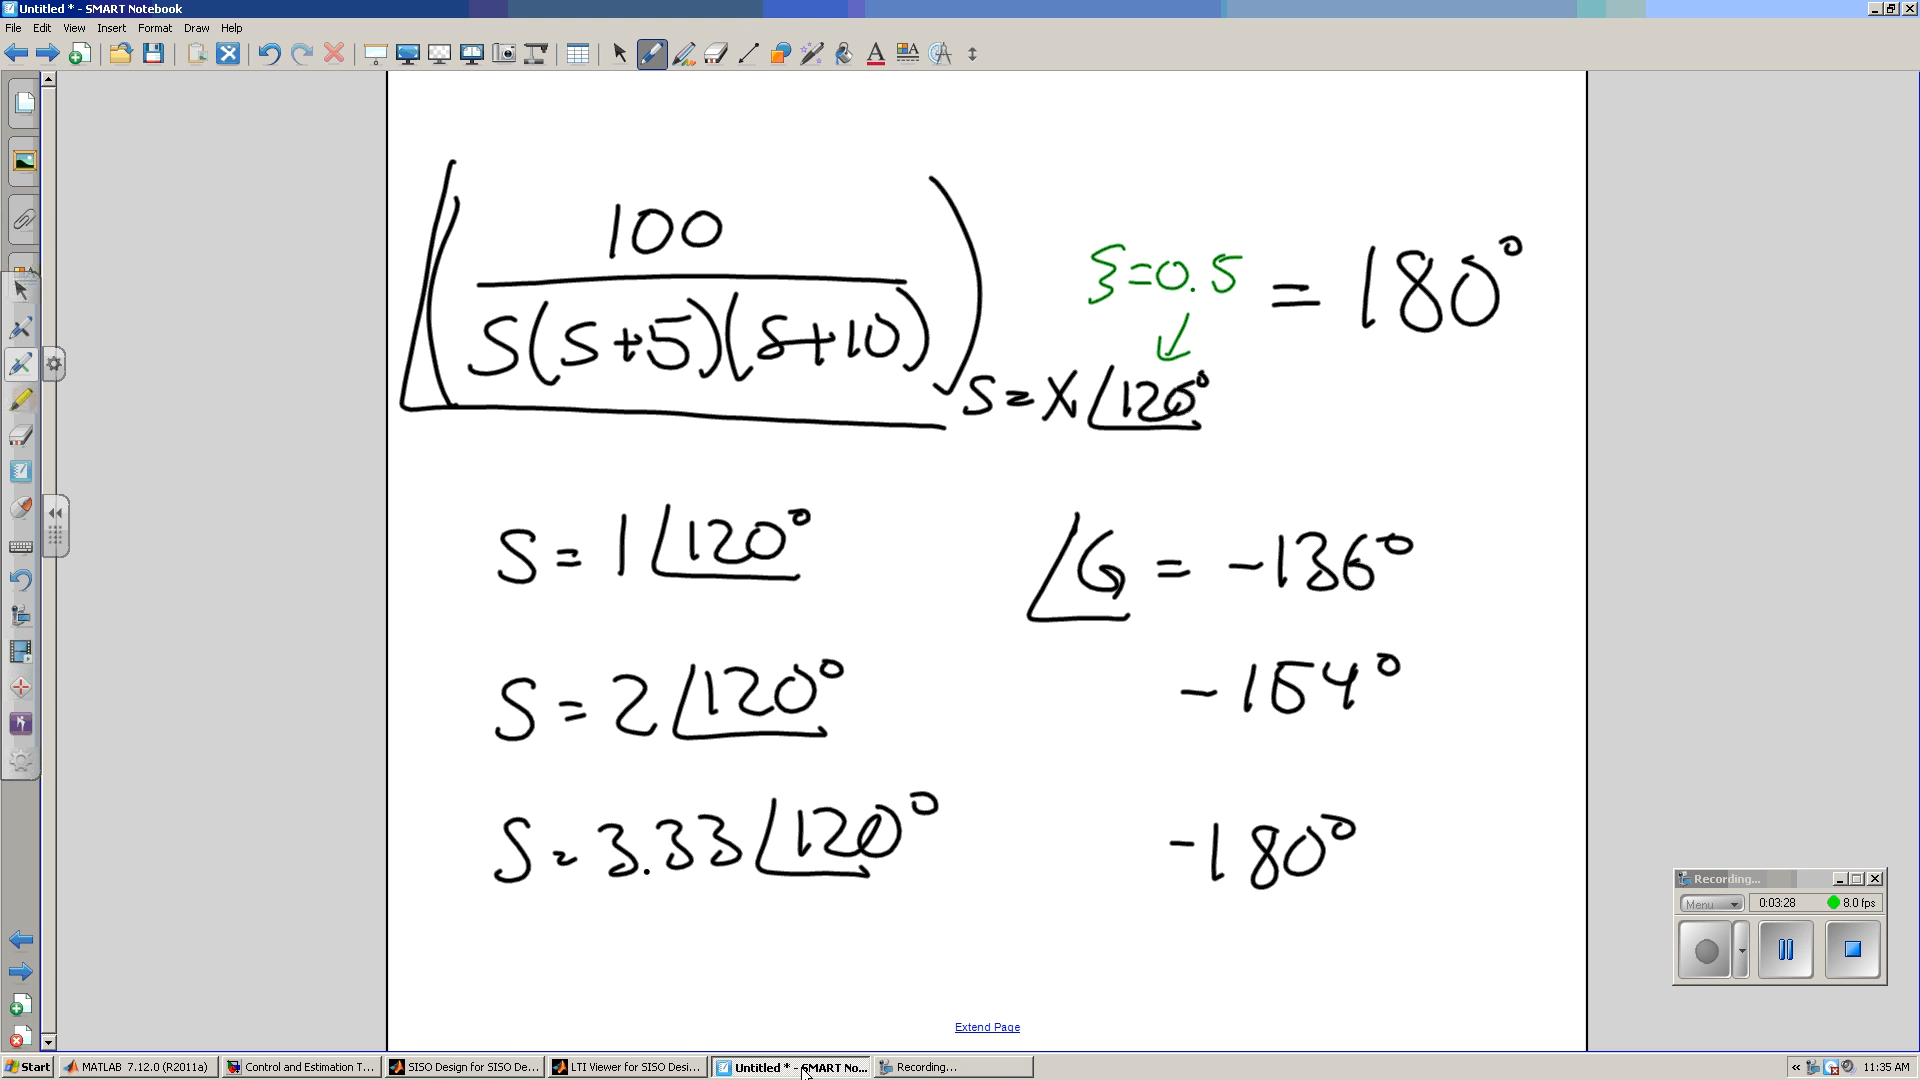 Untitled * - SMART Notebook
File Edit View Insert Format Draw Help
100
S(S+5)(S+10)
ξ=0.5
= 180°
S = X∠120°
S = 1∠120°
∠G = -136°
S = 2∠120°
-154°
S = 3.33∠120°
-180°
Extend Page
Recording...
Menu 0:03:28 8.0 fps
Start MATLAB 7.12.0 (R2011a) Control and Estimation T... SISO Design for SISO De... LTI Viewer for SISO Desi... Untitled * - SMART No... Recording... « 11:35 AM